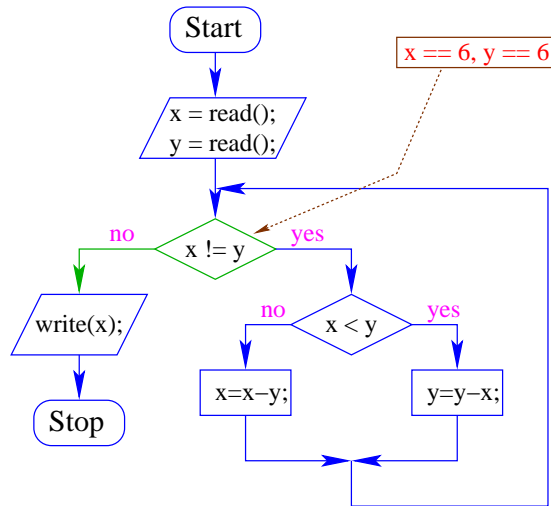 Start
x == 6, y == 6
x = read();
y = read();
no
yes
x != y
no
yes
write(x);
x < y
x=x−y;
y=y−x;
Stop